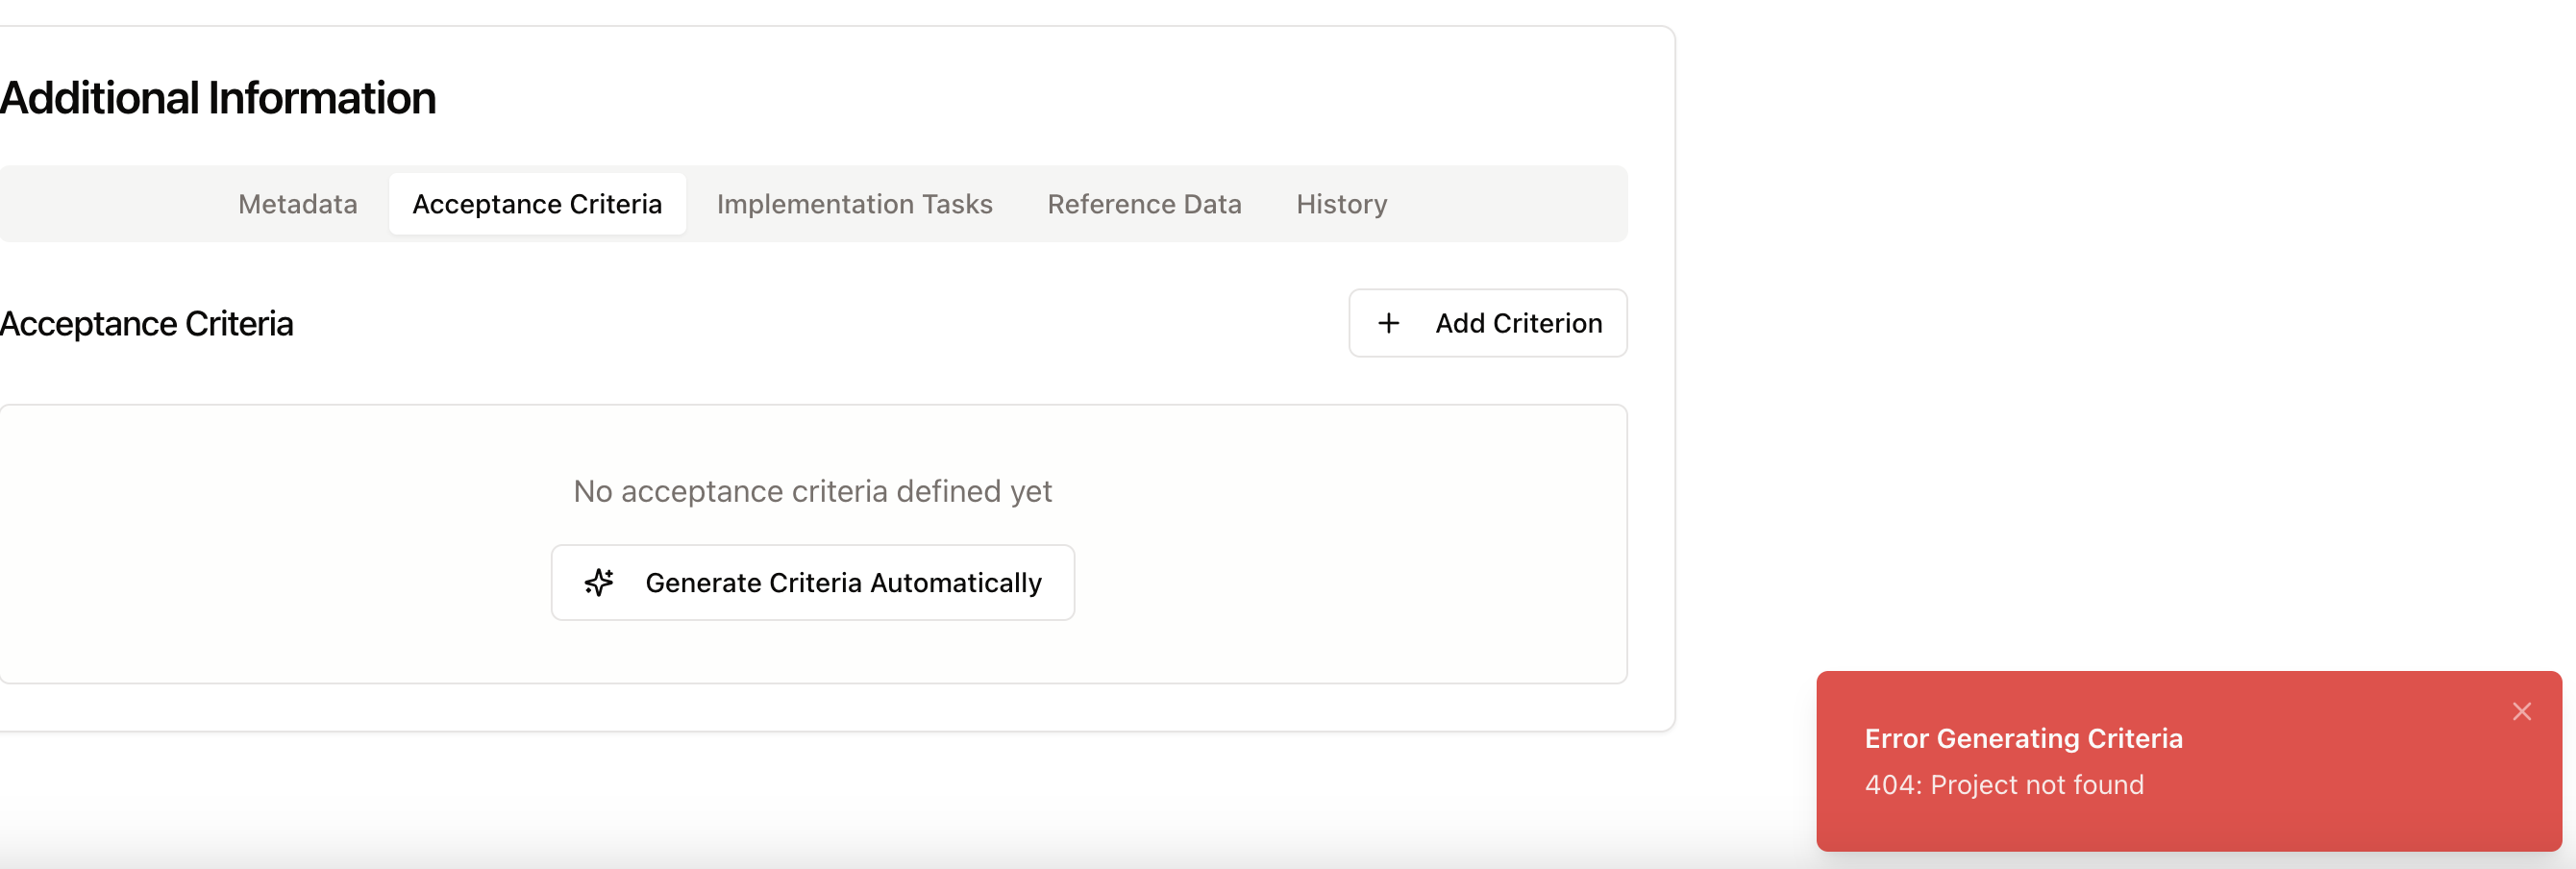 Additional Information
Metadata Acceptance Criteria Implementation Tasks Reference Data History
Acceptance Criteria
Add Criterion
No acceptance criteria defined yet
Generate Criteria Automatically
Error Generating Criteria
404: Project not found